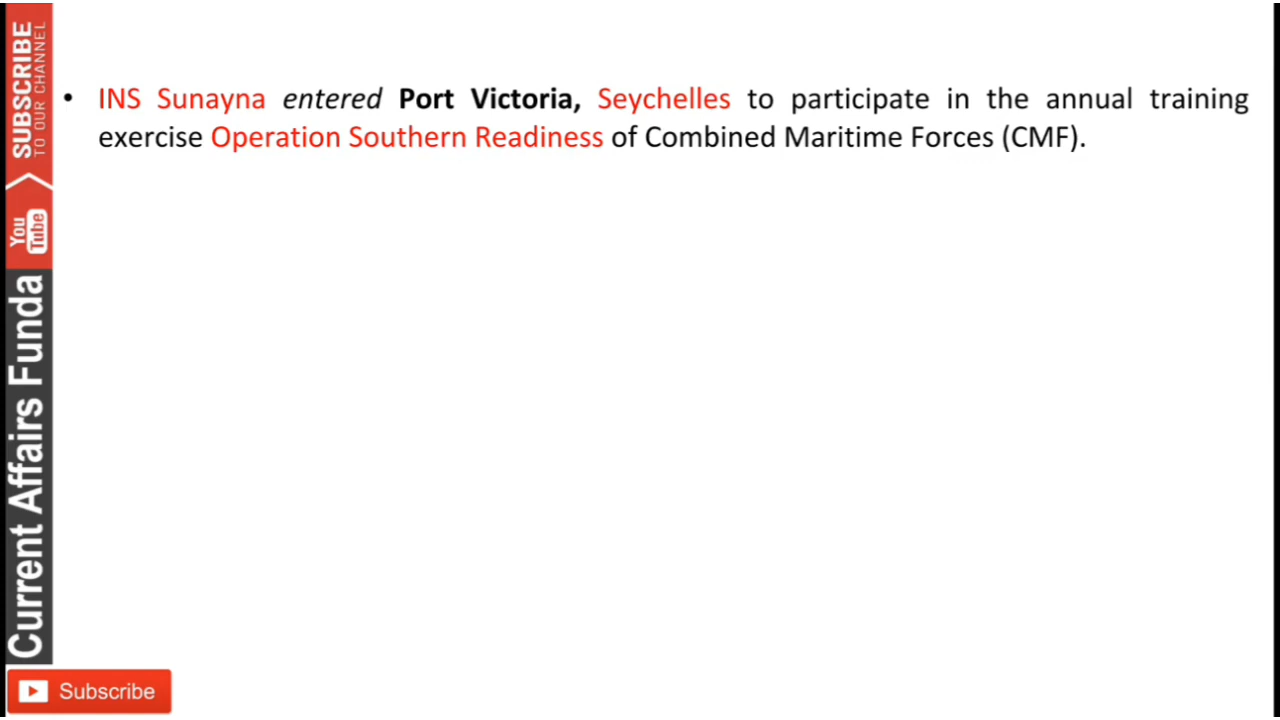 • INS Sunayna entered Port Victoria, Seychelles to participate in the annual training
exercise Operation Southern Readiness of Combined Maritime Forces (CMF).
SUBSCRIBE
TO OUR CHANNEL
You
Tube
Current Affairs Funda
Subscribe